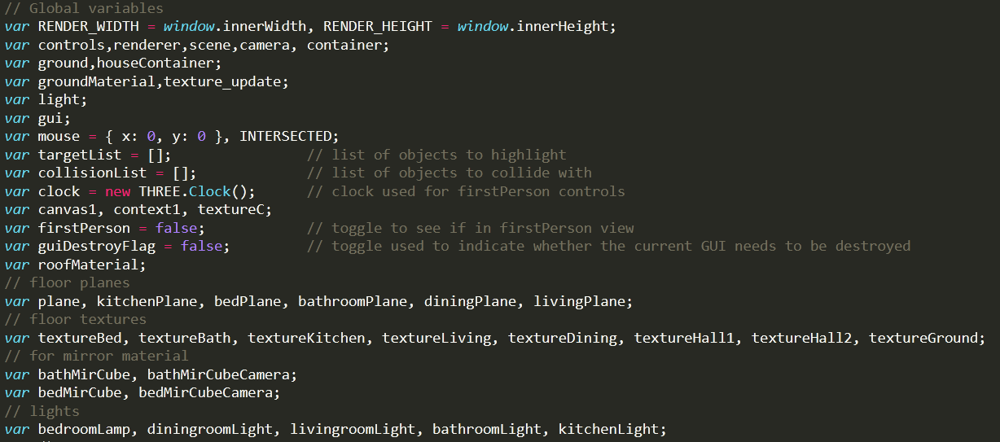 // Global variables
var RENDER_WIDTH = window.innerWidth, RENDER_HEIGHT = window.innerHeight;
var controls,renderer,scene,camera, container;
var ground,houseContainer;
var groundMaterial,texture_update;
var light;
var gui;
var mouse = { x: 0, y: 0 }, INTERSECTED;
var targetList = [];                // list of objects to highlight
var collisionList = [];             // list of objects to collide with
var clock = new THREE.Clock();      // clock used for firstPerson controls
var canvas1, context1, textureC;
var firstPerson = false;            // toggle to see if in firstPerson view
var guiDestroyFlag = false;         // toggle used to indicate whether the current GUI needs to be destroyed
var roofMaterial;
// floor planes
var plane, kitchenPlane, bedPlane, bathroomPlane, diningPlane, livingPlane;
// floor textures
var textureBed, textureBath, textureKitchen, textureLiving, textureDining, textureHall1, textureHall2, textureGround;
// for mirror material
var bathMirCube, bathMirCubeCamera;
var bedMirCube, bedMirCubeCamera;
// lights
var bedroomLamp, diningroomLight, livingroomLight, bathroomLight, kitchenLight;